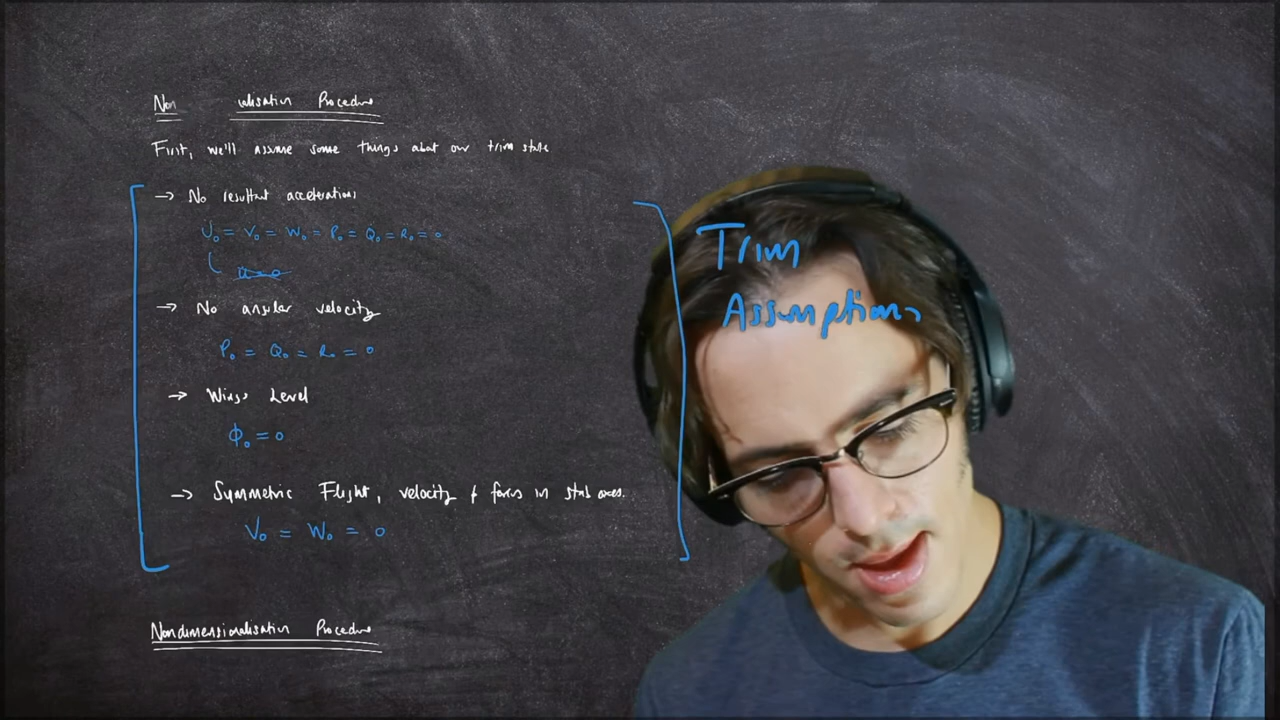 Non alisation Procedure
First, we'll assume some things about our trim state
→ No resultant accelerations
U₀ = V₀ = W₀ = P₀ = Q₀ = R₀ = 0
→ No angular velocity
P₀ = Q₀ = R₀ = 0
→ Wings Level
ϕ₀ = 0
→ Symmetric Flight, velocity & forces in stab axes.
V₀ = W₀ = 0
Trim
Assumptions
Nondimensionalisation Procedure